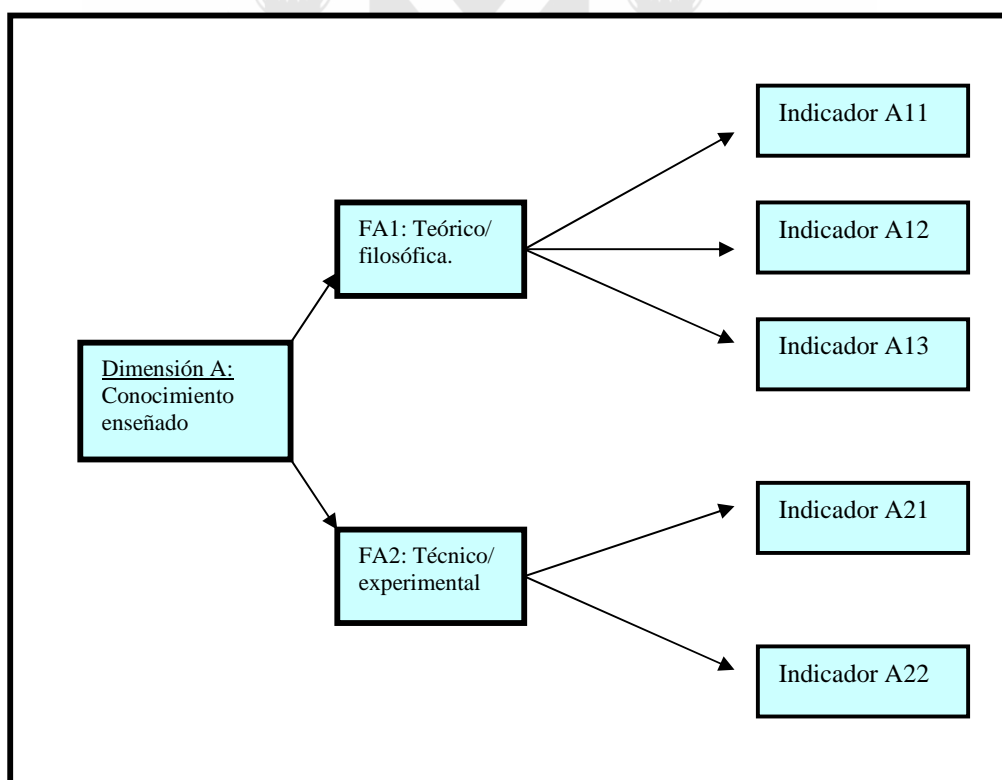 Indicador A11
FA1: Teórico/
filosófica.
Indicador A12
Indicador A13
Dimensión A:
Conocimiento
enseñado
Indicador A21
FA2: Técnico/
experimental
Indicador A22